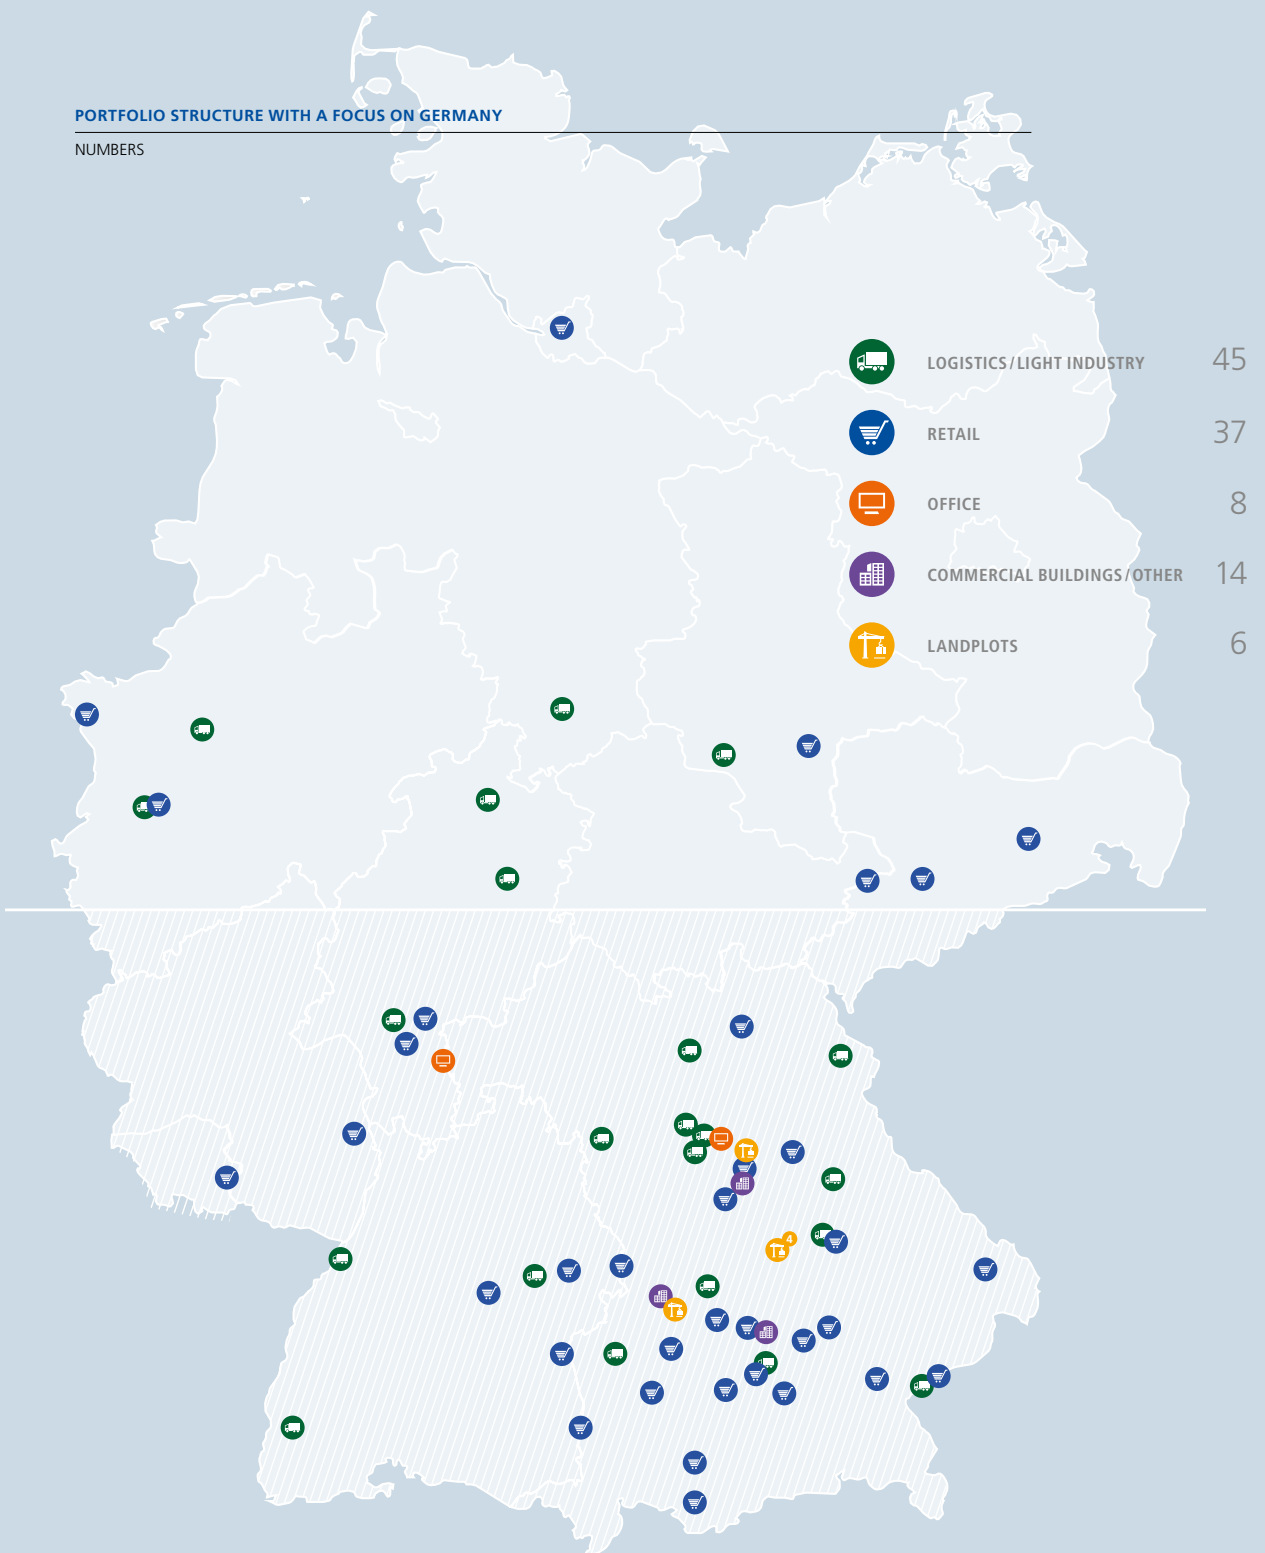 PORTFOLIO STRUCTURE WITH A FOCUS ON GERMANY
NUMBERS
LOGISTICS/LIGHT INDUSTRY 45
RETAIL 37
OFFICE 8
COMMERCIAL BUILDINGS/OTHER 14
LANDPLOTS 6
4